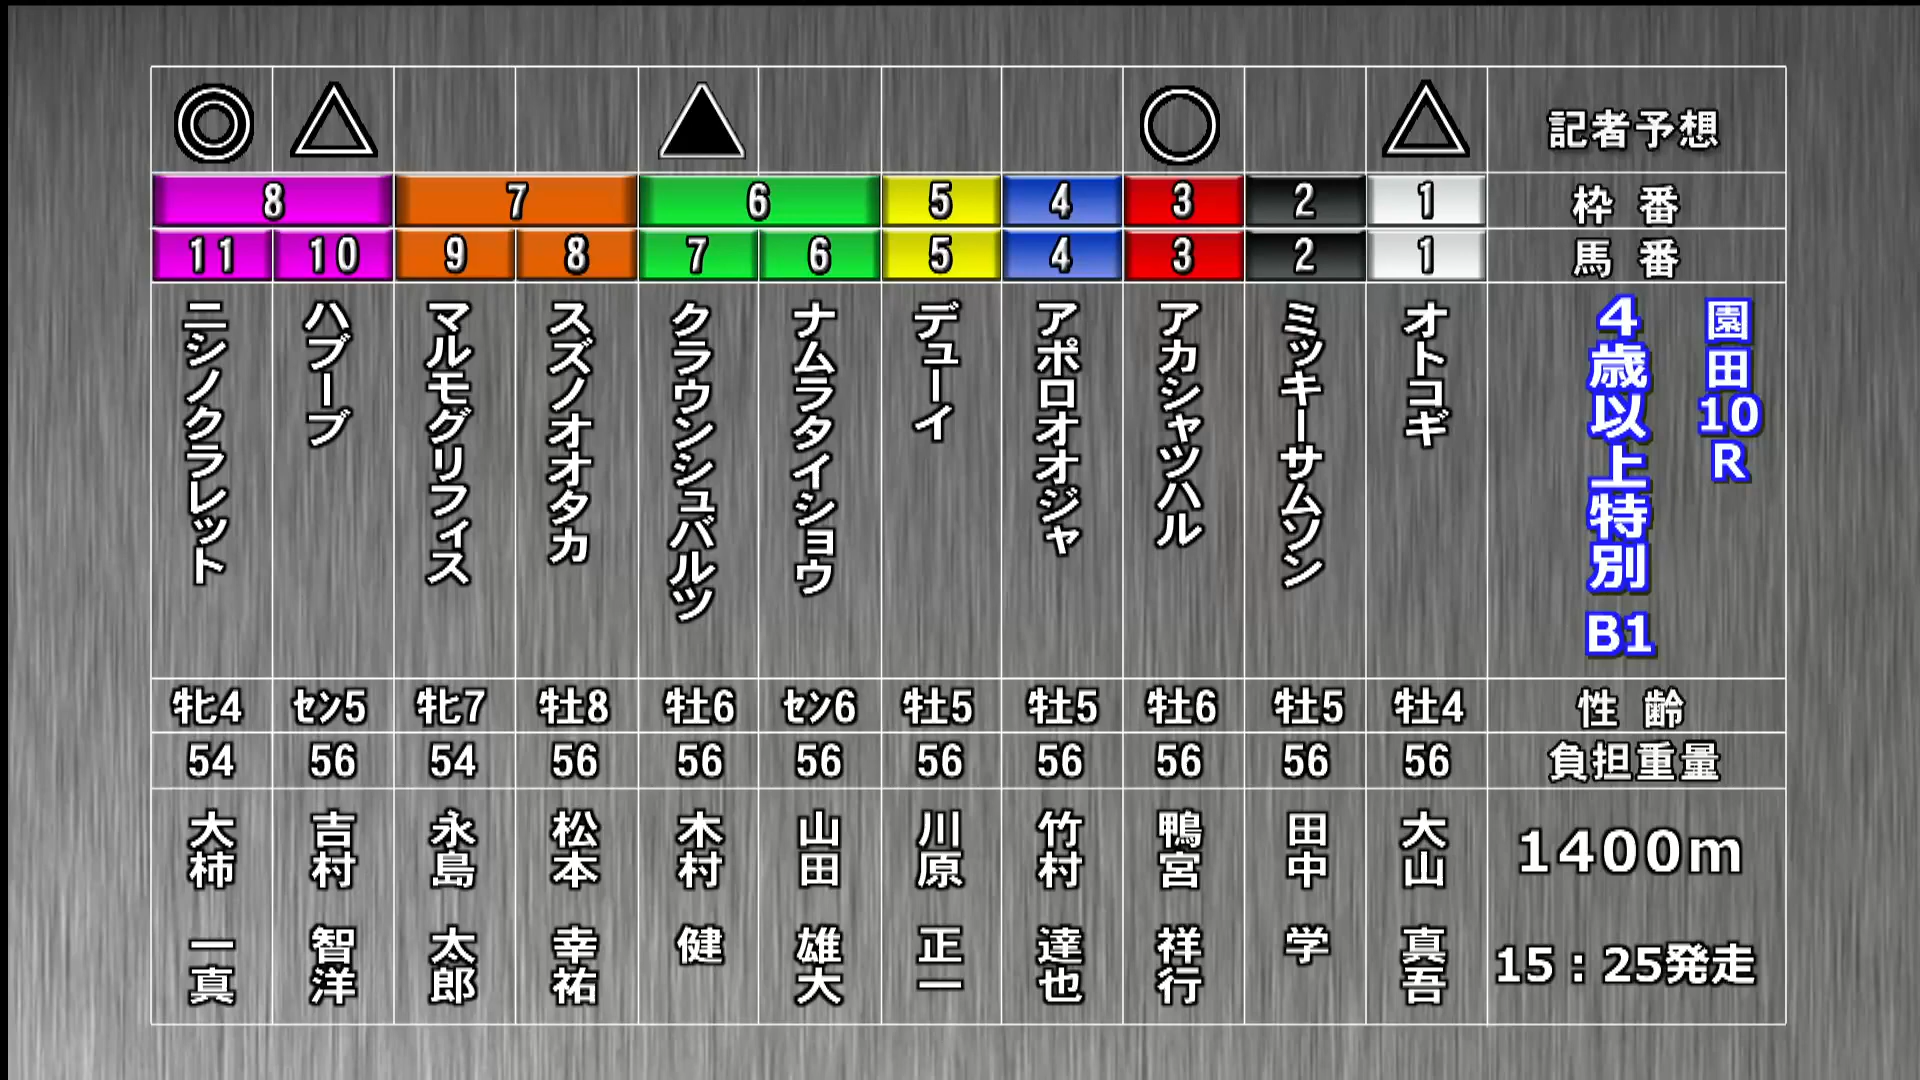 ◎ △ ▲ ○ △ 記者予想
8 7 6 5 4 3 2 1 枠番
11 10 9 8 7 6 5 4 3 2 1 馬番
園田10R
4歳以上特別 B1
オトコギ
ミッキーサムソン
アカシャツハル
アポロオオジャ
デューイ
ナムラタイショウ
クラウンシュバルツ
スズノオオタカ
マルモグリフィス
ハブーブ
ニシノクラレット
牝4 セン5 牝7 牡8 牡6 セン6 牡5 牡5 牡6 牡5 牡4 性齢
54 56 54 56 56 56 56 56 56 56 56 負担重量
1400m
15:25発走
大山 真吾
田中 学
鴨宮 祥行
竹村 達也
川原 正一
山田 雄大
木村 健
松本 幸祐
永島 太郎
吉村 智洋
大柿 一真